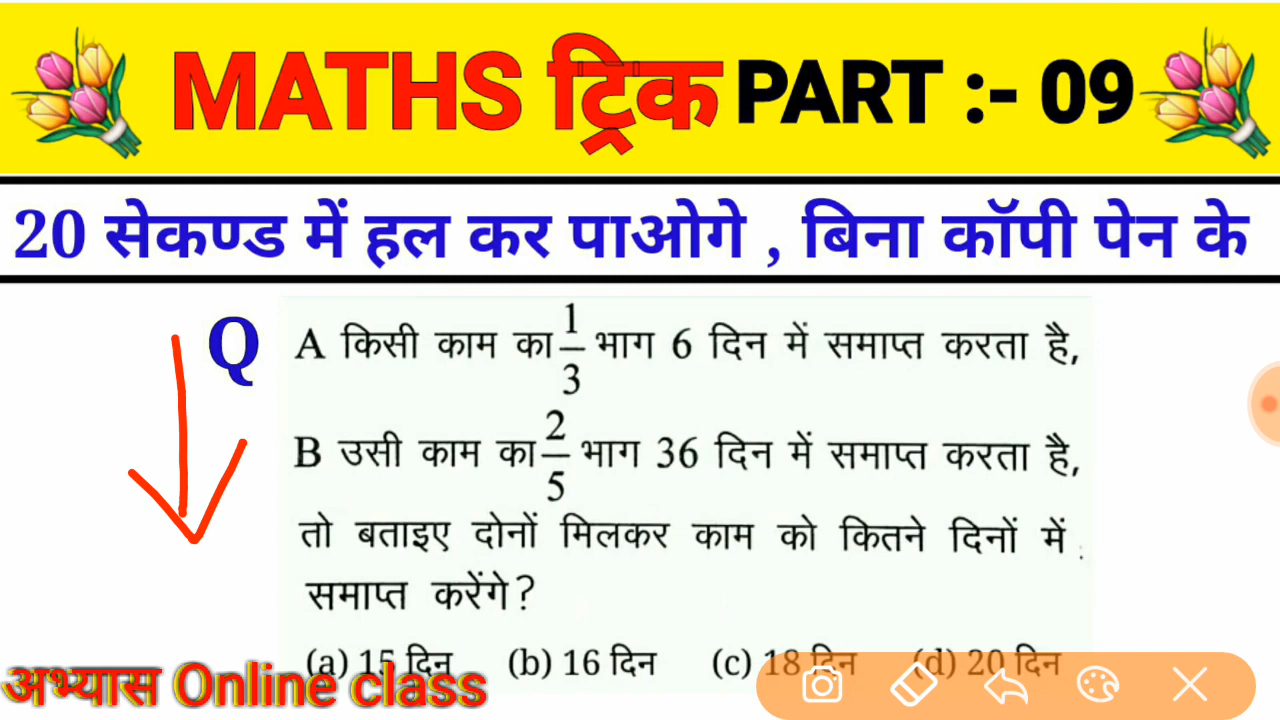 MATHS ट्रिक PART :- 09
20 सेकण्ड में हल कर पाओगे , बिना कॉपी पेन के
Q A किसी काम का 1/3 भाग 6 दिन में समाप्त करता है,
B उसी काम का 2/5 भाग 36 दिन में समाप्त करता है,
तो बताइए दोनों मिलकर काम को कितने दिनों में
समाप्त करेंगे?
(a) 15 दिन (b) 16 दिन (c) 18 दिन (d) 20 दिन
अभ्यास Online class